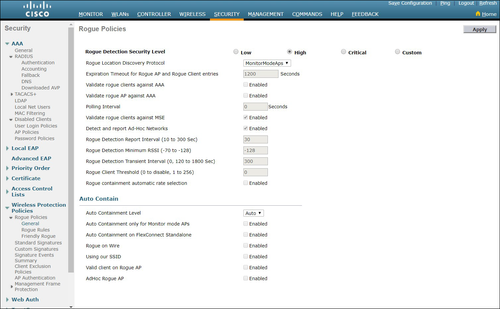 Save Configuration | Ping | Logout | Refresh
CISCO
MONITOR WLANs CONTROLLER WIRELESS SECURITY MANAGEMENT COMMANDS HELP FEEDBACK
Home
Security
AAA
General
RADIUS
Authentication
Accounting
Fallback
DNS
Downloaded AVP
TACACS+
LDAP
Local Net Users
MAC Filtering
Disabled Clients
User Login Policies
AP Policies
Password Policies
Local EAP
Advanced EAP
Priority Order
Certificate
Access Control
Lists
Wireless Protection
Policies
Rogue Policies
General
Rogue Rules
Friendly Rogue
Standard Signatures
Custom Signatures
Signature Events
Summary
Client Exclusion
Policies
AP Authentication
Management Frame
Protection
Web Auth
Rogue Policies
Apply
Rogue Detection Security Level Low High Critical Custom
Rogue Location Discovery Protocol MonitorModeAps
Expiration Timeout for Rogue AP and Rogue Client entries 1200 Seconds
Validate rogue clients against AAA Enabled
Validate rogue AP against AAA Enabled
Polling Interval 0 Seconds
Validate rogue clients against MSE Enabled
Detect and report Ad-Hoc Networks Enabled
Rogue Detection Report Interval (10 to 300 Sec) 30
Rogue Detection Minimum RSSI (-70 to -128) -128
Rogue Detection Transient Interval (0, 120 to 1800 Sec) 300
Rogue Client Threshold (0 to disable, 1 to 256) 0
Rogue containment automatic rate selection Enabled
Auto Contain
Auto Containment Level Auto
Auto Containment only for Monitor mode APs Enabled
Auto Containment on FlexConnect Standalone Enabled
Rogue on Wire Enabled
Using our SSID Enabled
Valid client on Rogue AP Enabled
AdHoc Rogue AP Enabled